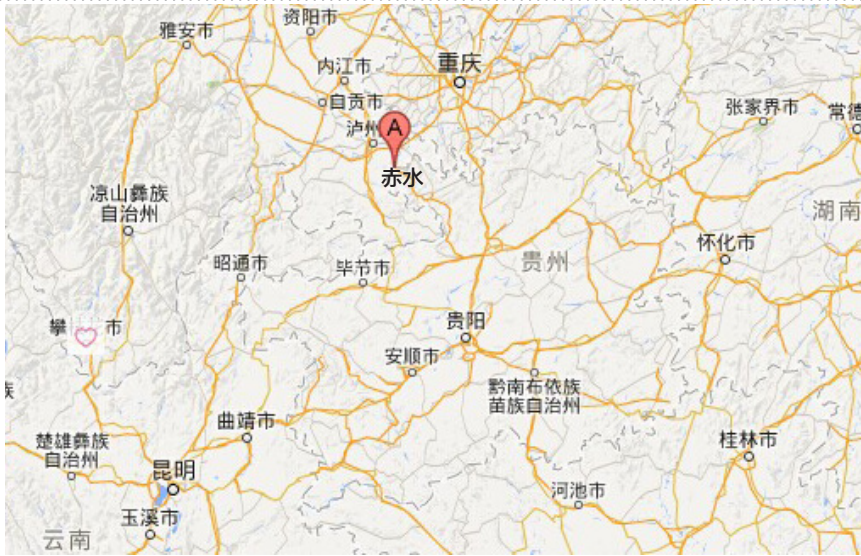 资阳市
雅安市
重庆
内江市
自贡市
张家界市
常德
泸州
A
赤水
凉山彝族
自治州
湖南
怀化市
昭通市
毕节市
贵州
攀
市
贵阳
安顺市
黔南布依族
苗族自治州
族
曲靖市
楚雄彝族
自治州
桂林市
昆明
河池市
玉溪市
云南